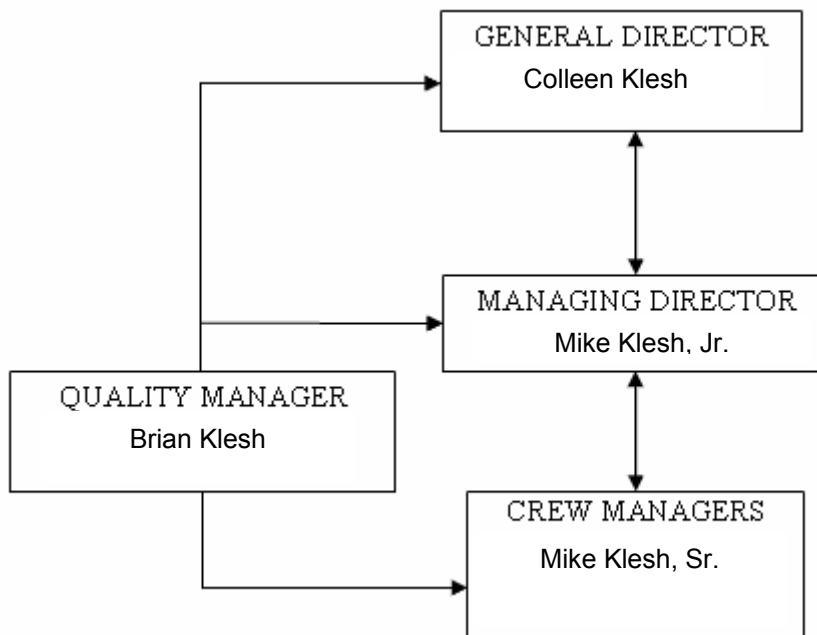 GENERAL DIRECTOR
Colleen Klesh
MANAGING DIRECTOR
Mike Klesh, Jr.
QUALITY MANAGER
Brian Klesh
CREW MANAGERS
Mike Klesh, Sr.